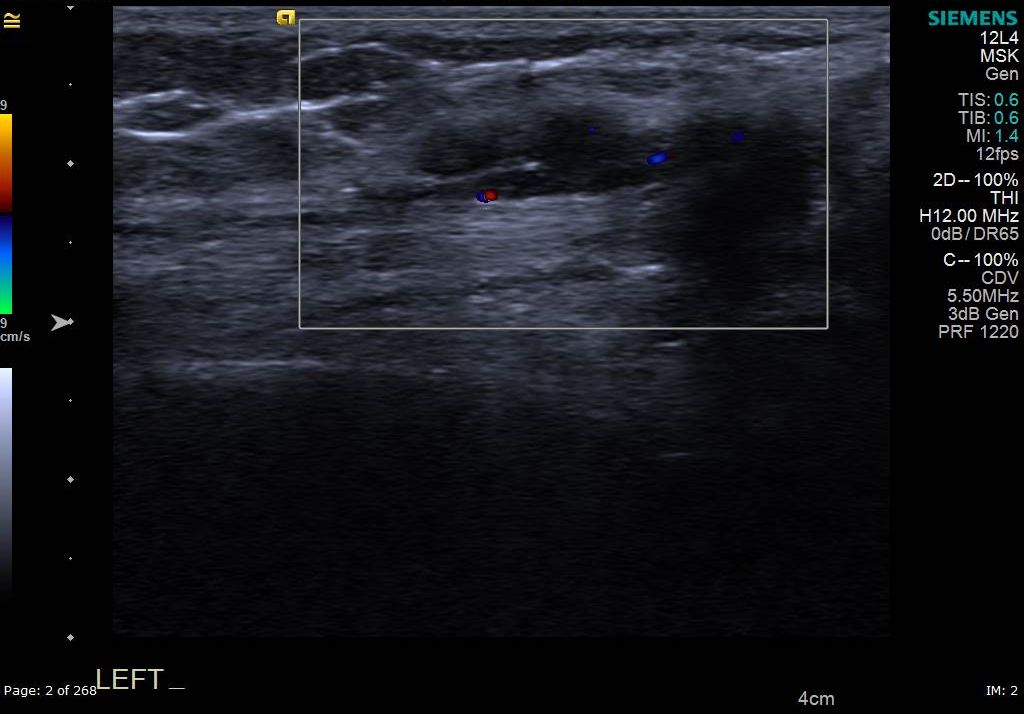 SIEMENS
12L4
MSK
Gen
TIS: 0.6
TIB: 0.6
MI: 1.4
12fps
2D -- 100%
THI
H12.00 MHz
0dB / DR65
C -- 100%
CDV
5.50MHz
3dB Gen
PRF 1220
9
9
cm/s
LEFT _
Page: 2 of 268
4cm
IM: 2